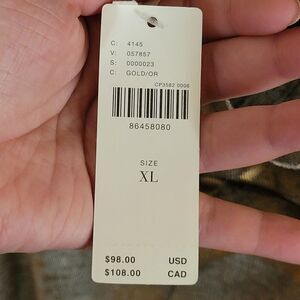 C: 4145
V: 057857
S: 0000023
C: GOLD/OR
CP3582 0006
86458080
SIZE
XL
$98.00 USD
$108.00 CAD